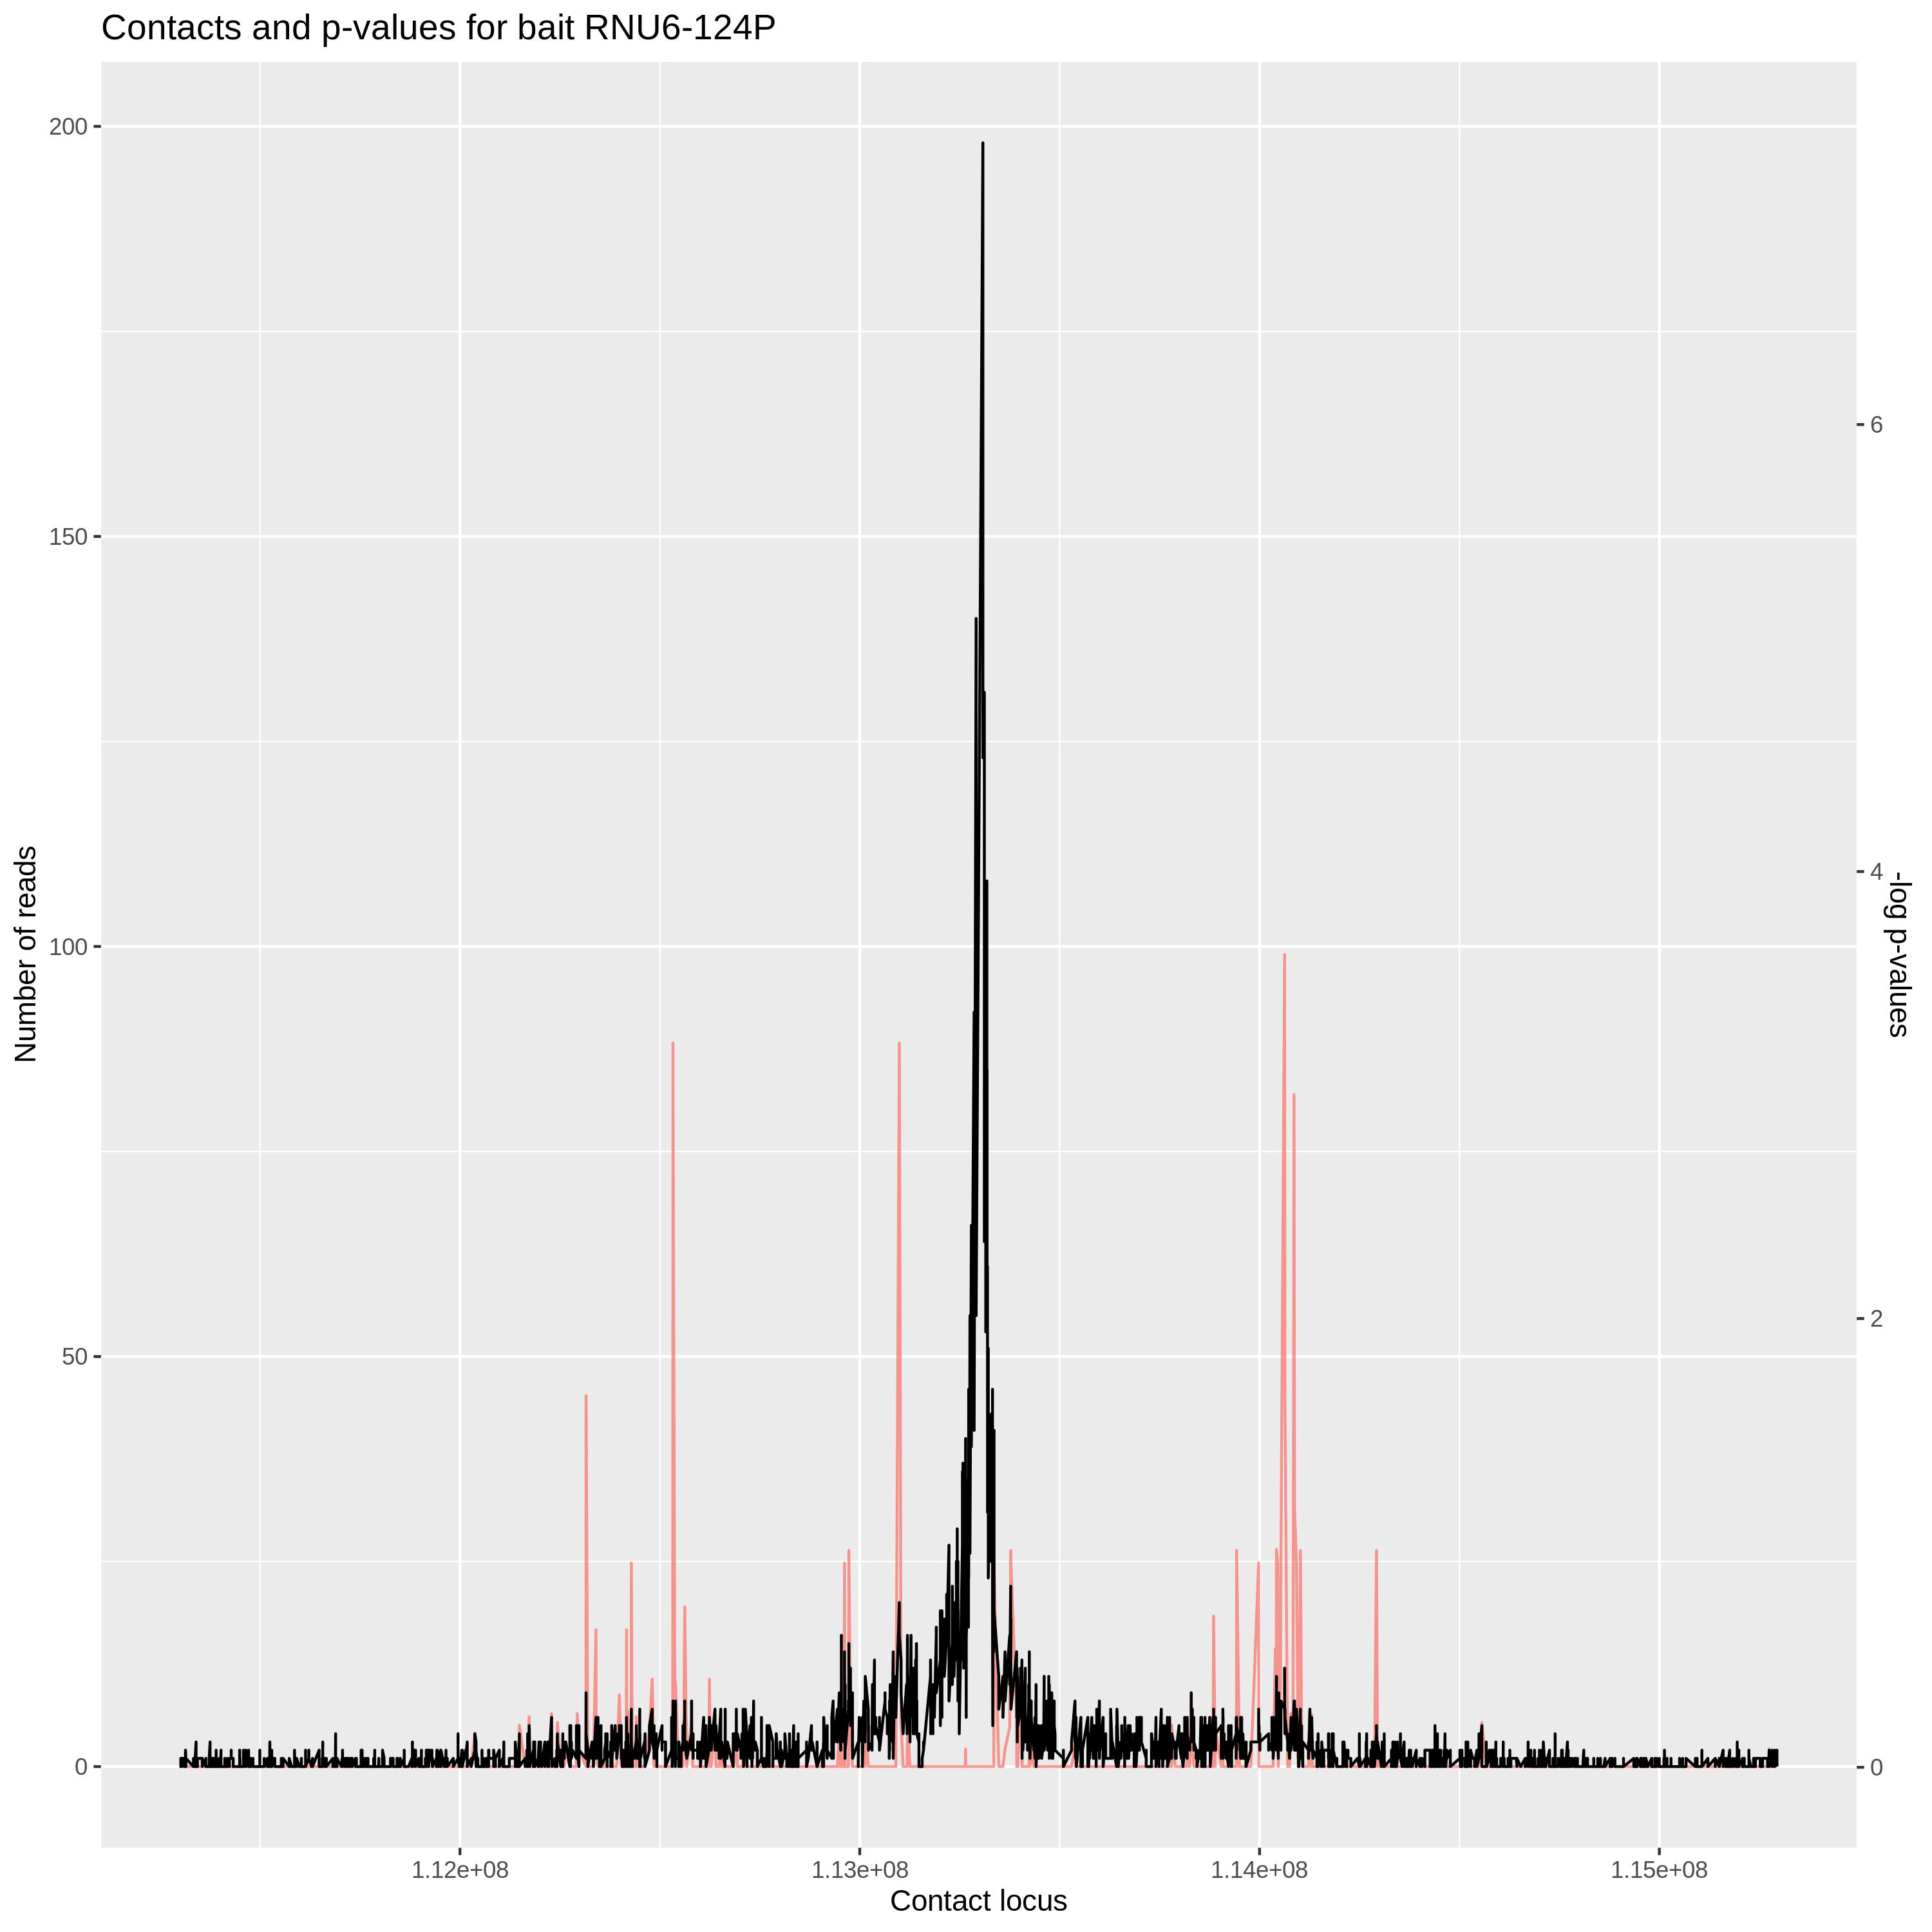 Contacts and p-values for bait RNU6-124P
200
150
100
50
0
Number of reads
6
4
2
0
-log p-values
1.12e+08
1.13e+08
1.14e+08
1.15e+08
Contact locus